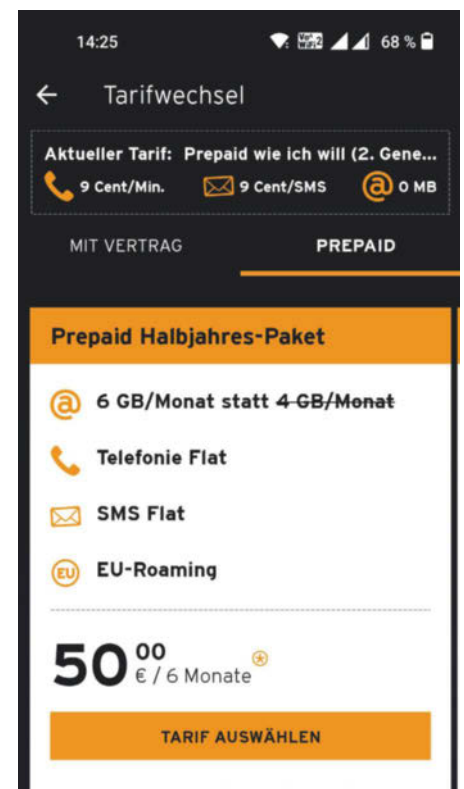 14:25 68 %
Tarifwechsel
Aktueller Tarif: Prepaid wie ich will (2. Gene...
9 Cent/Min. 9 Cent/SMS @ 0 MB
MIT VERTRAG PREPAID
Prepaid Halbjahres-Paket
@ 6 GB/Monat statt 4 GB/Monat
Telefonie Flat
SMS Flat
EU EU-Roaming
50 00
€ / 6 Monate*
TARIF AUSWÄHLEN